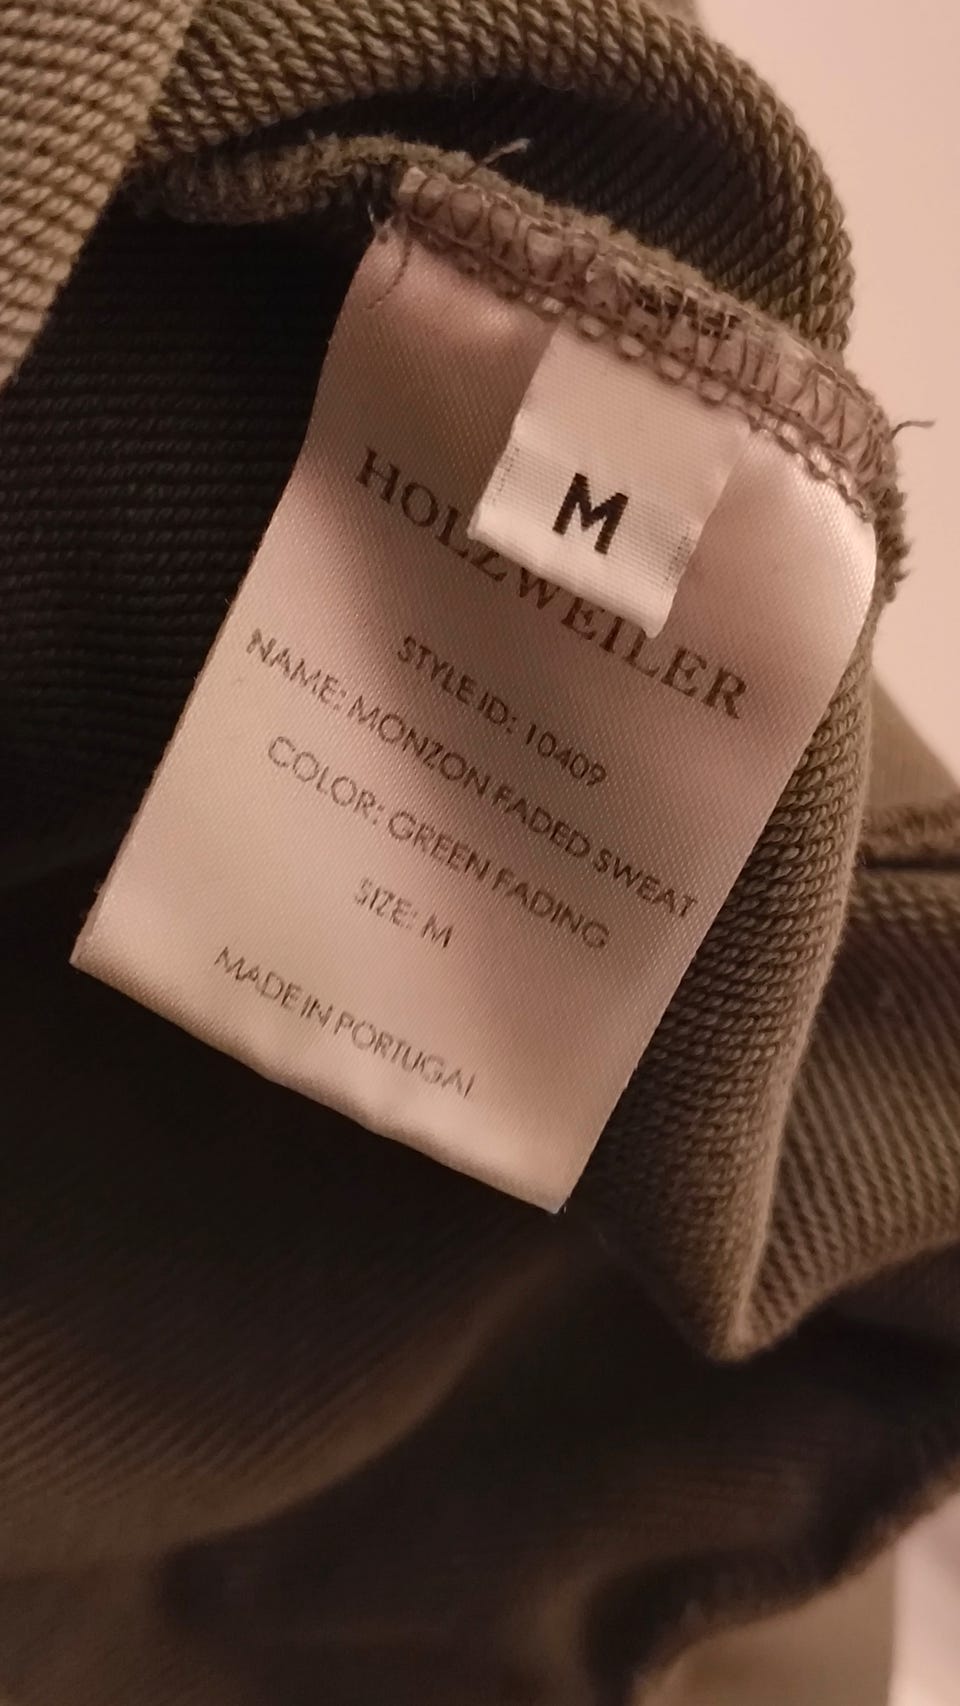 M
HOLZWEILER
STYLE ID: 10409
NAME: MONZON FADED SWEAT
COLOR: GREEN FADING
SIZE: M
MADE IN PORTUGAL